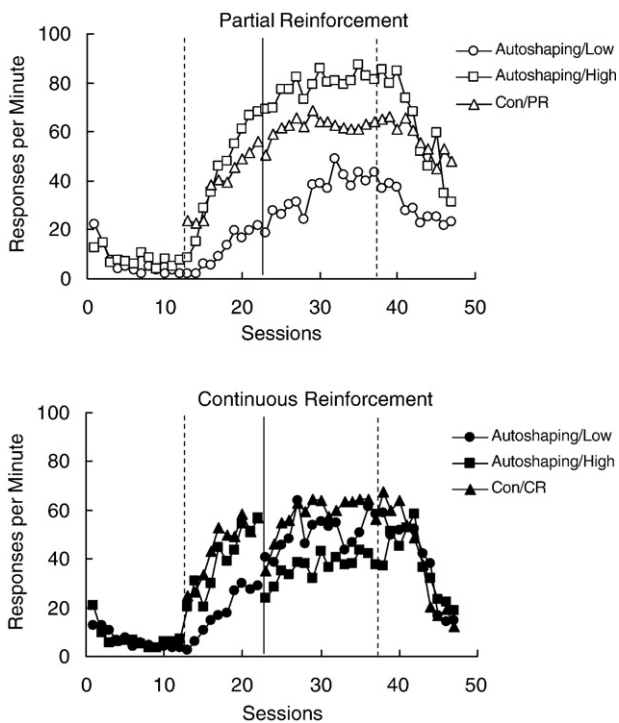 Partial Reinforcement
100
80
60
40
20
0
Responses per Minute
0 10 20 30 40 50
Sessions
Autoshaping/Low
Autoshaping/High
Con/PR
Continuous Reinforcement
100
80
60
40
20
0
Responses per Minute
0 10 20 30 40 50
Sessions
Autoshaping/Low
Autoshaping/High
Con/CR